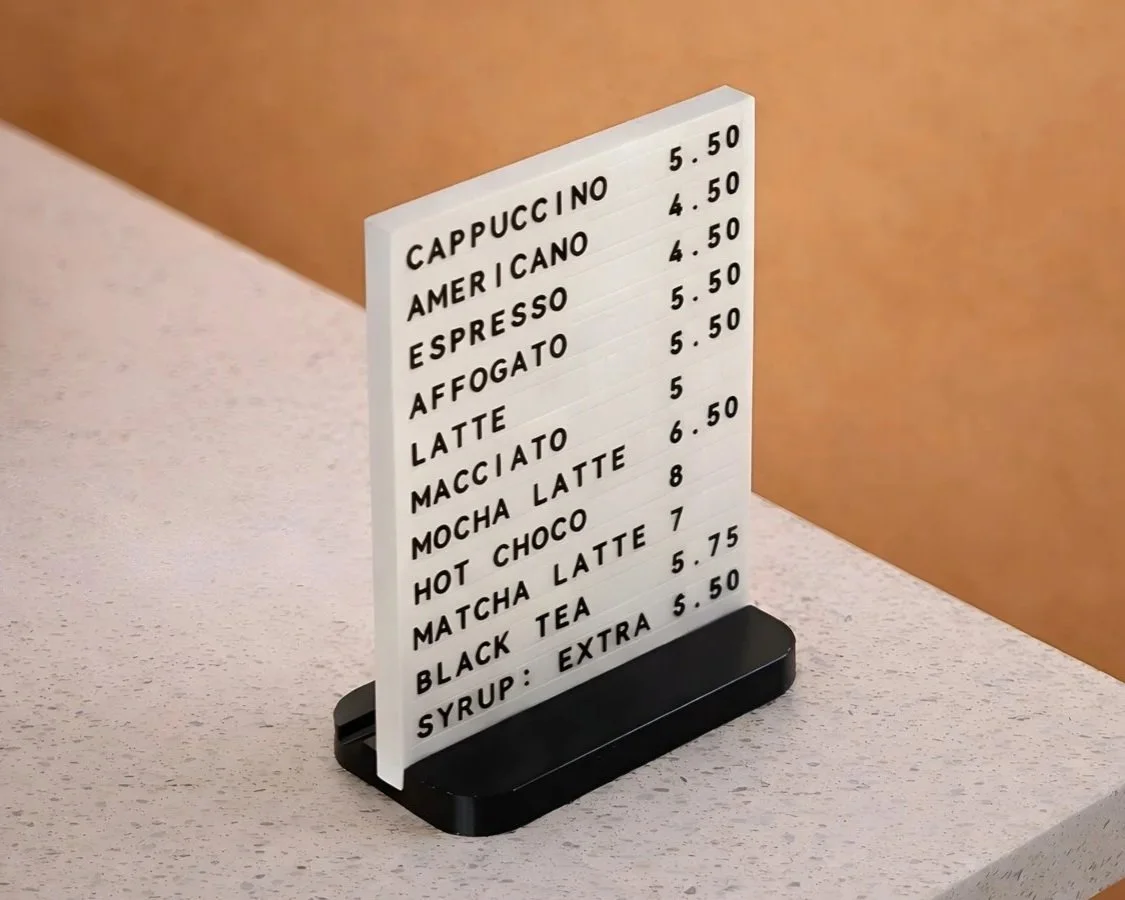 CAPPUCCINO 5.50
AMERICANO 4.50
ESPRESSO 4.50
AFFOGATO 5.50
LATTE 5.50
MACCIATO 5
MOCHA LATTE 6.50
HOT CHOCO 8
MATCHA LATTE 7
BLACK TEA 5.75
SYRUP: EXTRA $.50